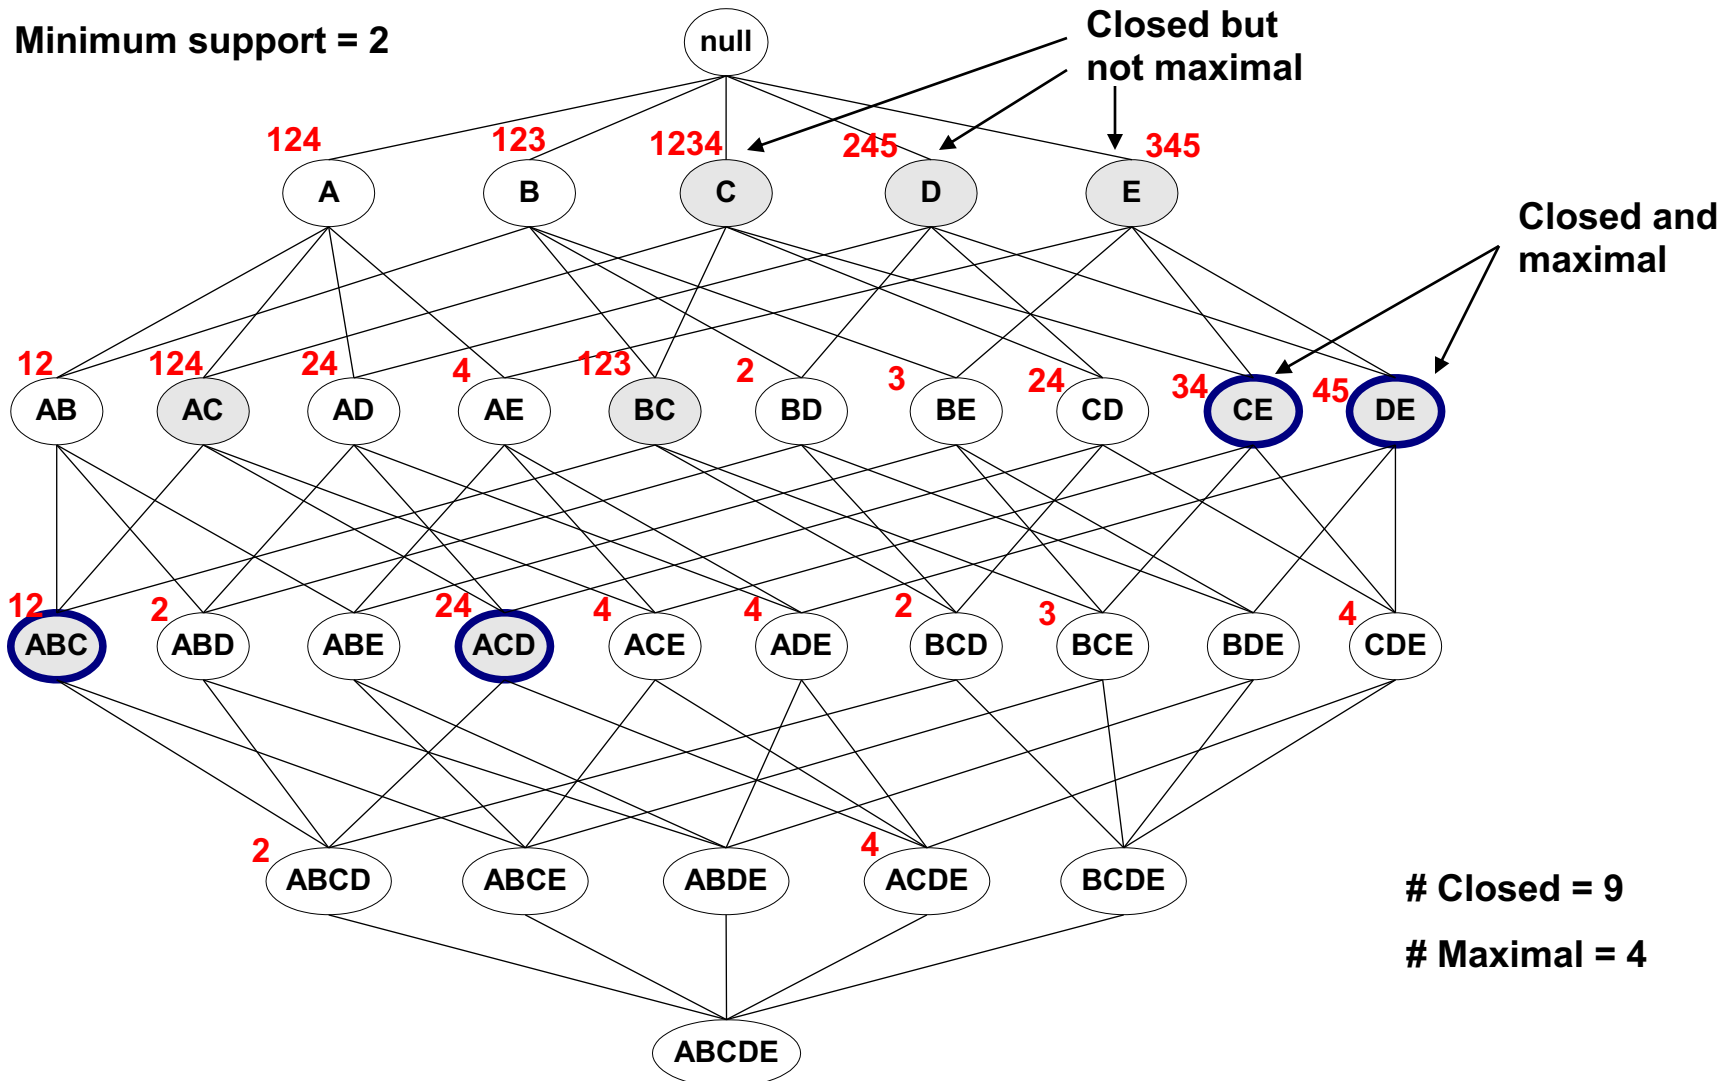 Minimum support = 2
null
Closed but
not maximal
124
123
1234
245
345
A
B
C
D
E
Closed and
maximal
12
124
24
4
123
2
3
24
34
45
AB
AC
AD
AE
BC
BD
BE
CD
CE
DE
12
2
24
4
4
2
3
4
ABC
ABD
ABE
ACD
ACE
ADE
BCD
BCE
BDE
CDE
2
4
ABCD
ABCE
ABDE
ACDE
BCDE
# Closed = 9
# Maximal = 4
ABCDE